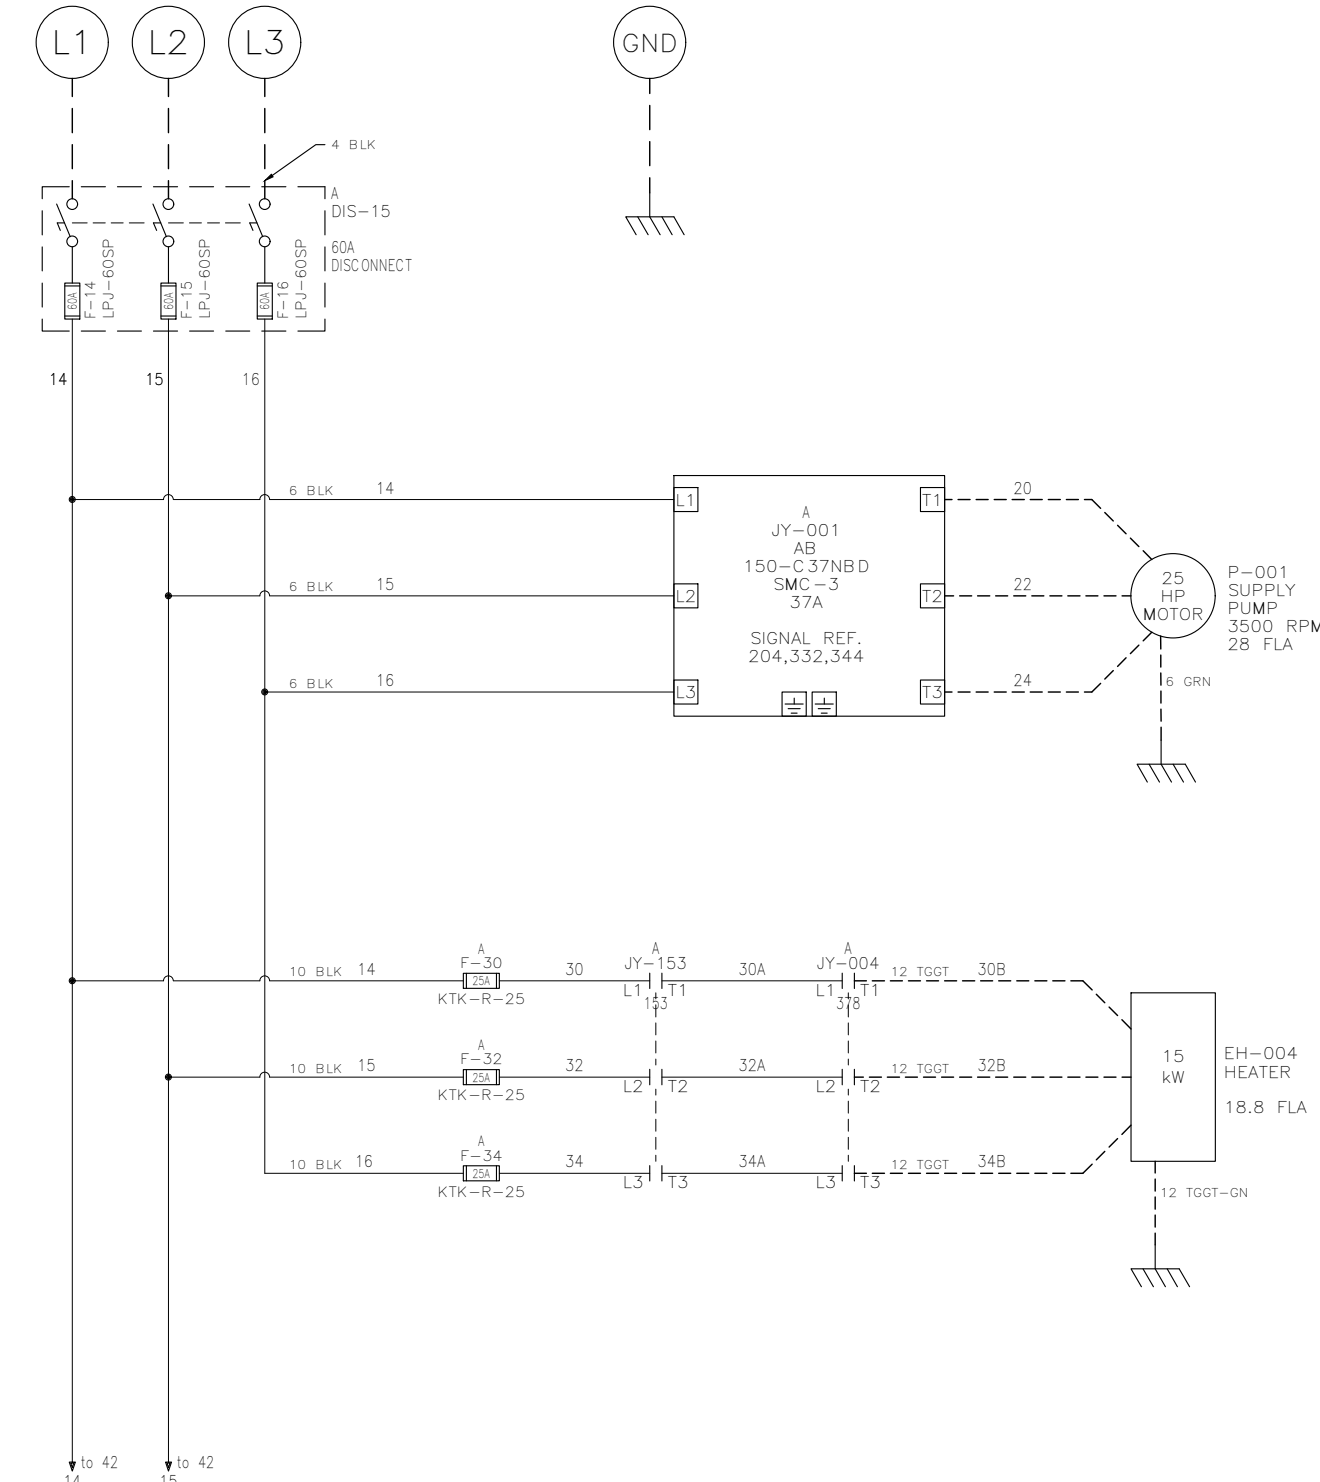 L1 L2 L3 GND
4 BLK
A
DIS-15
60A
DISCONNECT
60A
F-14
LPJ-60SP
60A
F-15
LPJ-60SP
60A
F-16
LPJ-60SP
14 15 16
6 BLK 14
L1
T1
20
6 BLK 15
L2
T2
22
6 BLK 16
L3
T3
24
A
JY-001
AB
150-C37NBD
SMC-3
37A
SIGNAL REF.
204,332,344
25
HP
MOTOR
P-001
SUPPLY
PUMP
3500 RPM
28 FLA
6 GRN
10 BLK 14
A
F-30
25A
KTK-R-25
30
A
JY-153
L1 T1
153
30A
A
JY-004
L1 T1
378
12 TGGT 30B
10 BLK 15
A
F-32
25A
KTK-R-25
32
L2 T2
32A
L2 T2
12 TGGT 32B
10 BLK 16
A
F-34
25A
KTK-R-25
34
L3 T3
34A
L3 T3
12 TGGT 34B
15
kW
EH-004
HEATER
18.8 FLA
12 TGGT-GN
to 42
14
to 42
15